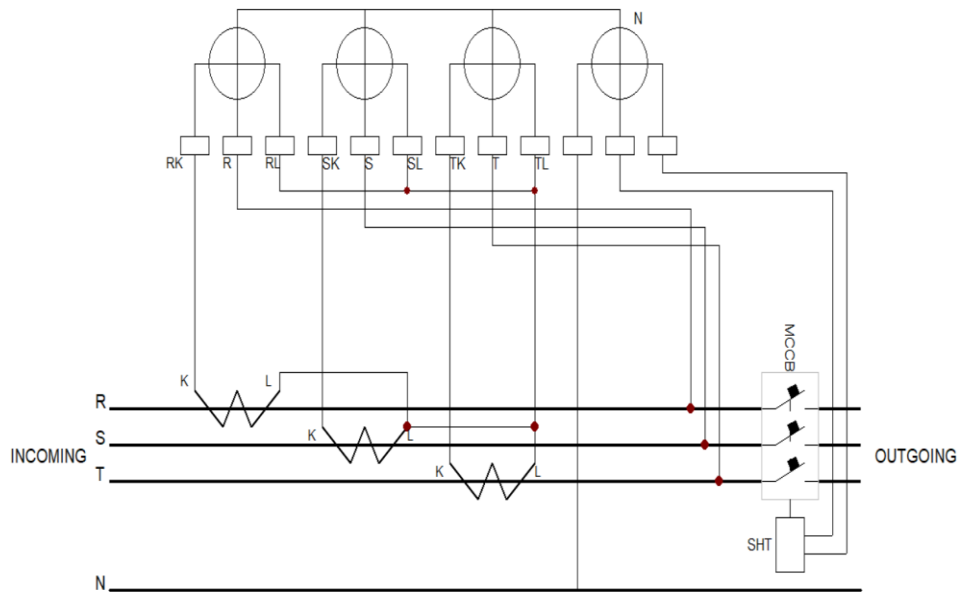 N
RK R RL SK S SL TK T TL
MCCB
K L
R
K L
S
INCOMING OUTGOING
K L
T
SHT
N